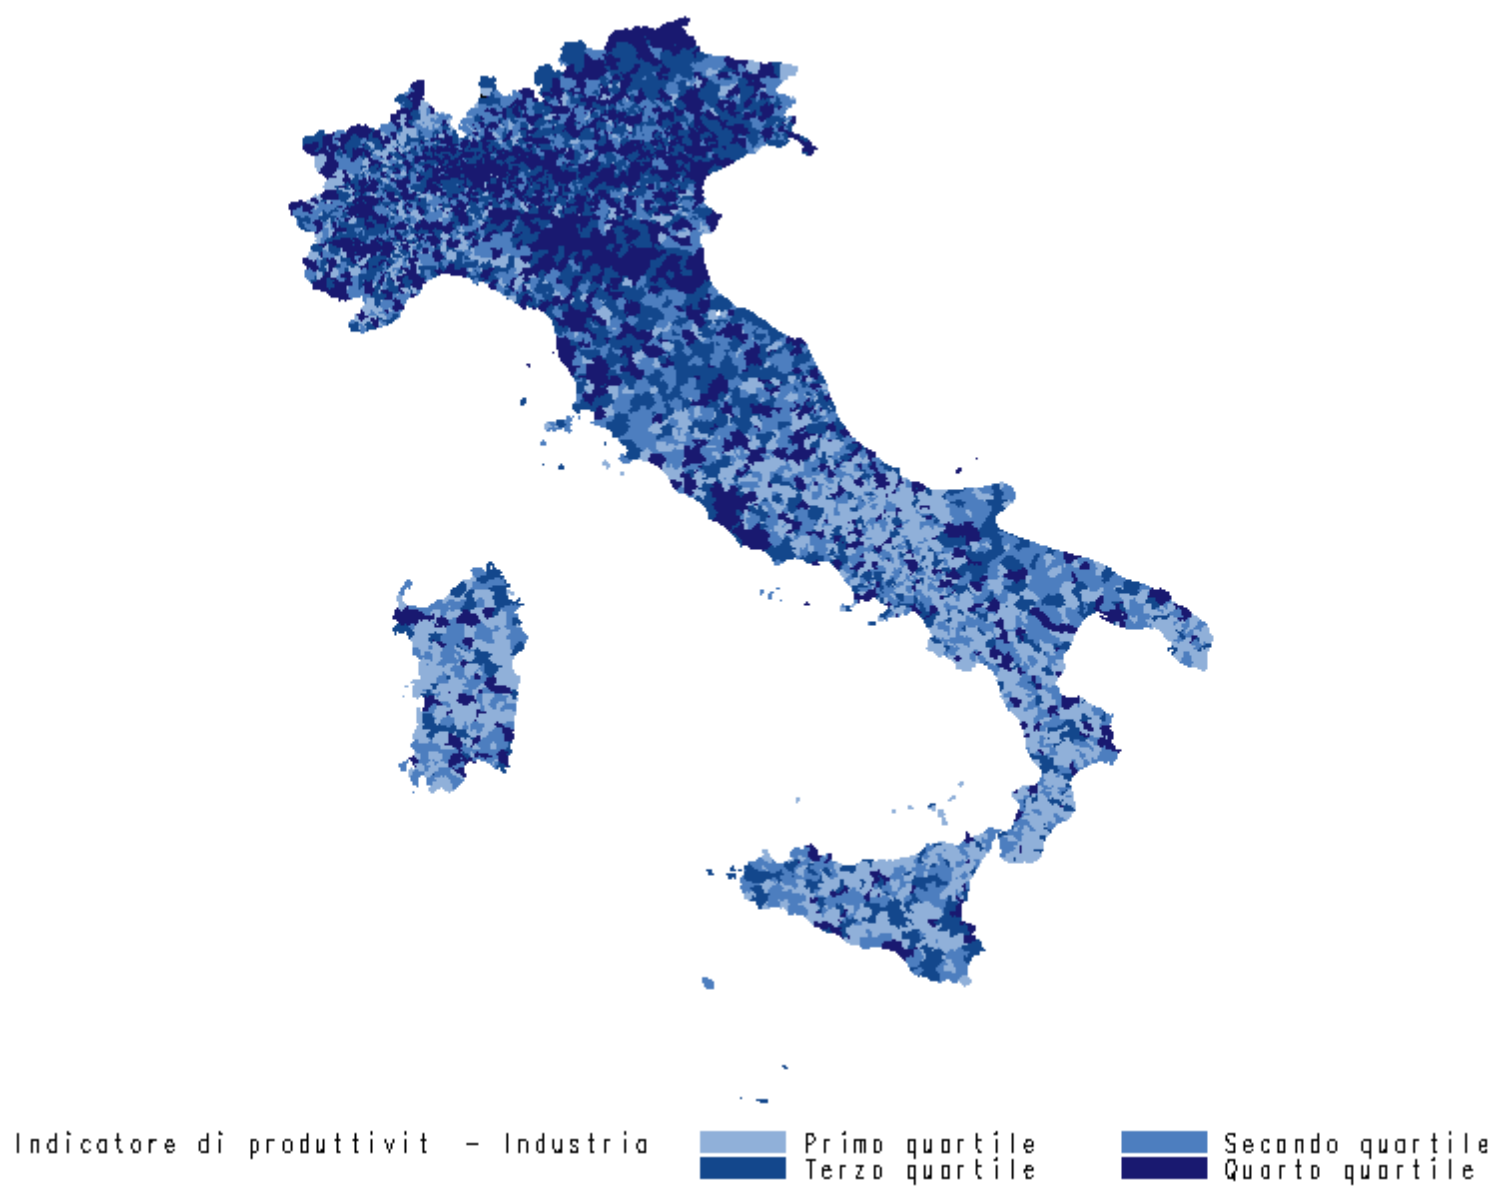 Indicatore di produttivit - Industria
Primo quartile
Secondo quartile
Terzo quartile
Quarto quartile